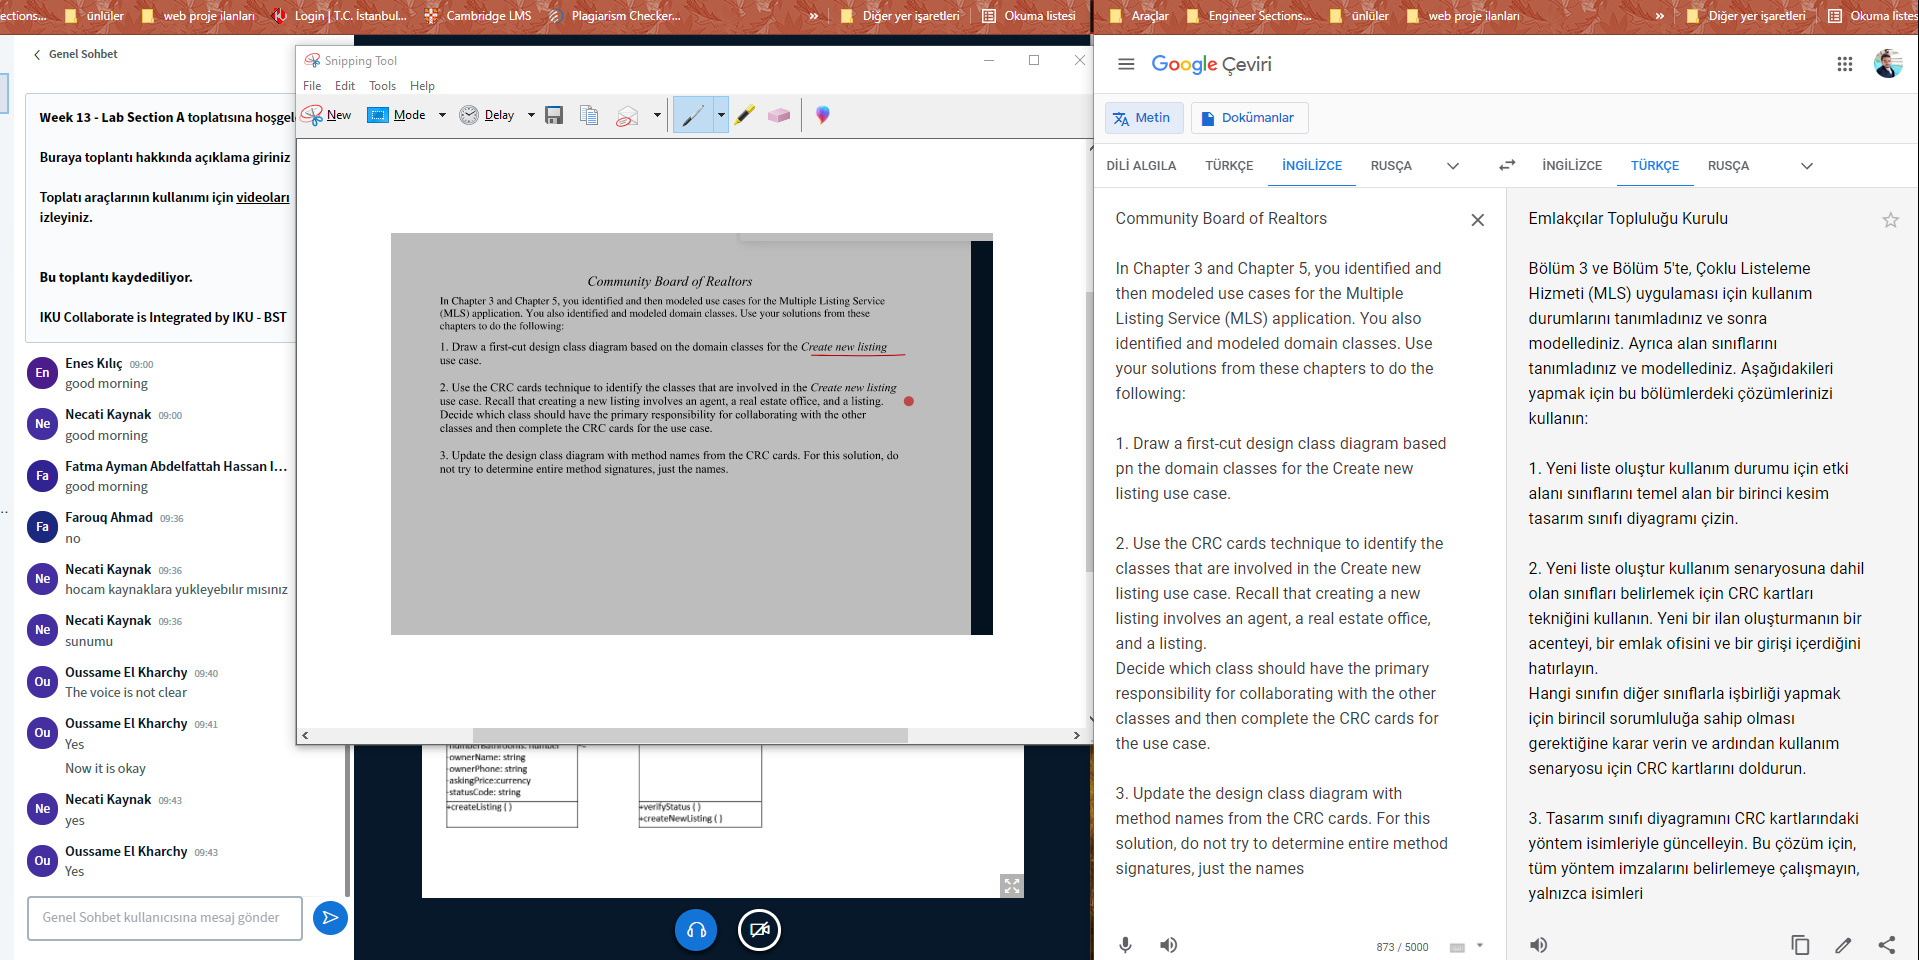 ections...
ünlüler
web proje ilanları
Login | T.C. İstanbul...
Cambridge LMS
Plagiarism Checker...
»
Diğer yer işaretleri
Okuma listesi
Araçlar
Engineer Sections...
ünlüler
web proje ilanları
»
Diğer yer işaretleri
Okuma listes
Genel Sohbet
Week 13 - Lab Section A toplatısına hoşgel
Buraya toplantı hakkında açıklama giriniz
Toplatı araçlarının kullanımı için videoları
izleyiniz.
Bu toplantı kaydediliyor.
IKU Collaborate is Integrated by IKU - BST
En
Enes Kılıç 09:00
good morning
Ne
Necati Kaynak 09:00
good morning
Fa
Fatma Ayman Abdelfattah Hassan I...
good morning
Fa
Farouq Ahmad 09:36
no
Ne
Necati Kaynak 09:36
hocam kaynaklara yukleyebılır mısınız
Ne
Necati Kaynak 09:36
sunumu
Ou
Oussame El Kharchy 09:40
The voice is not clear
Ou
Oussame El Kharchy 09:41
Yes
Now it is okay
Ne
Necati Kaynak 09:43
yes
Ou
Oussame El Kharchy 09:43
Yes
Genel Sohbet kullanıcısına mesaj gönder
Snipping Tool
File Edit Tools Help
New Mode Delay
Community Board of Realtors
In Chapter 3 and Chapter 5, you identified and then modeled use cases for the Multiple Listing Service
(MLS) application. You also identified and modeled domain classes. Use your solutions from these
chapters to do the following:
1. Draw a first-cut design class diagram based on the domain classes for the Create new listing
use case.
2. Use the CRC cards technique to identify the classes that are involved in the Create new listing
use case. Recall that creating a new listing involves an agent, a real estate office, and a listing.
Decide which class should have the primary responsibility for collaborating with the other
classes and then complete the CRC cards for the use case.
3. Update the design class diagram with method names from the CRC cards. For this solution, do
not try to determine entire method signatures, just the names.
numberBathrooms: number
-ownerName: string
-ownerPhone: string
-askingPrice:currency
-statusCode: string
+createListing ( )
+verifyStatus ( )
+createNewListing ( )
Google Çeviri
Metin
Dokümanlar
DİLİ ALGILA TÜRKÇE İNGİLİZCE RUSÇA
İNGİLİZCE TÜRKÇE RUSÇA
Community Board of Realtors
In Chapter 3 and Chapter 5, you identified and
then modeled use cases for the Multiple
Listing Service (MLS) application. You also
identified and modeled domain classes. Use
your solutions from these chapters to do the
following:
1. Draw a first-cut design class diagram based
pn the domain classes for the Create new
listing use case.
2. Use the CRC cards technique to identify the
classes that are involved in the Create new
listing use case. Recall that creating a new
listing involves an agent, a real estate office,
and a listing.
Decide which class should have the primary
responsibility for collaborating with the other
classes and then complete the CRC cards for
the use case.
3. Update the design class diagram with
method names from the CRC cards. For this
solution, do not try to determine entire method
signatures, just the names
873 / 5000
Emlakçılar Topluluğu Kurulu
Bölüm 3 ve Bölüm 5'te, Çoklu Listeleme
Hizmeti (MLS) uygulaması için kullanım
durumlarını tanımladınız ve sonra
modellediniz. Ayrıca alan sınıflarını
tanımladınız ve modellediniz. Aşağıdakileri
yapmak için bu bölümlerdeki çözümlerinizi
kullanın:
1. Yeni liste oluştur kullanım durumu için etki
alanı sınıflarını temel alan bir birinci kesim
tasarım sınıfı diyagramı çizin.
2. Yeni liste oluştur kullanım senaryosuna dahil
olan sınıfları belirlemek için CRC kartları
tekniğini kullanın. Yeni bir ilan oluşturmanın bir
acenteyi, bir emlak ofisini ve bir girişi içerdiğini
hatırlayın.
Hangi sınıfın diğer sınıflarla işbirliği yapmak
için birincil sorumluluğa sahip olması
gerektiğine karar verin ve ardından kullanım
senaryosu için CRC kartlarını doldurun.
3. Tasarım sınıfı diyagramını CRC kartlarındaki
yöntem isimleriyle güncelleyin. Bu çözüm için,
tüm yöntem imzalarını belirlemeye çalışmayın,
yalnızca isimleri